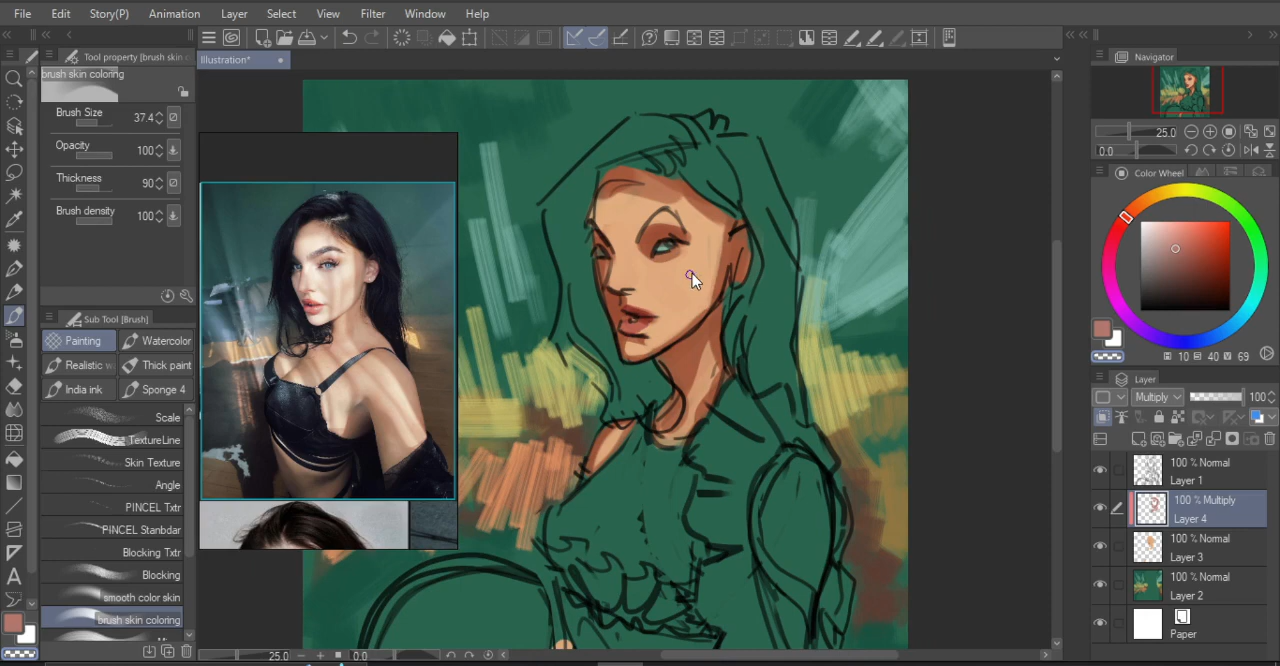 File Edit Story(P) Animation Layer Select View Filter Window Help
Tool property [brush skin c
brush skin coloring
Brush Size 37.4
Opacity 100
Thickness 90
Brush density 100
Sub Tool [Brush]
Painting Watercolor
Realistic w Thick paint
India ink Sponge 4
Scale
TextureLine
Skin Texture
Angle
PINCEL Txtr
PINCEL Stanbdar
Blocking Txtr
Blocking
smooth color skin
brush skin coloring
Illustration*
25.0 0.0
Navigator
25.0
0.0
Color Wheel
H 10 S 40 V 69
Layer
Multiply 100
100 % Normal
Layer 1
100 % Multiply
Layer 4
100 % Normal
Layer 3
100 % Normal
Layer 2
Paper